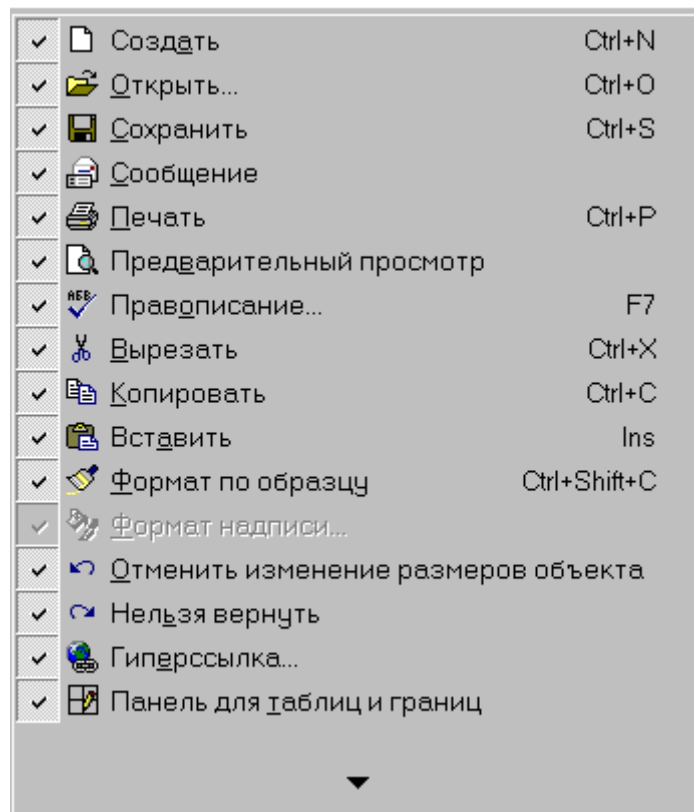 Создать Ctrl+N
Открыть... Ctrl+O
Сохранить Ctrl+S
Сообщение
Печать Ctrl+P
Предварительный просмотр
АБВ Правописание... F7
Вырезать Ctrl+X
Копировать Ctrl+C
Вставить Ins
Формат по образцу Ctrl+Shift+C
Формат надписи...
Отменить изменение размеров объекта
Нельзя вернуть
Гиперссылка...
Панель для таблиц и границ